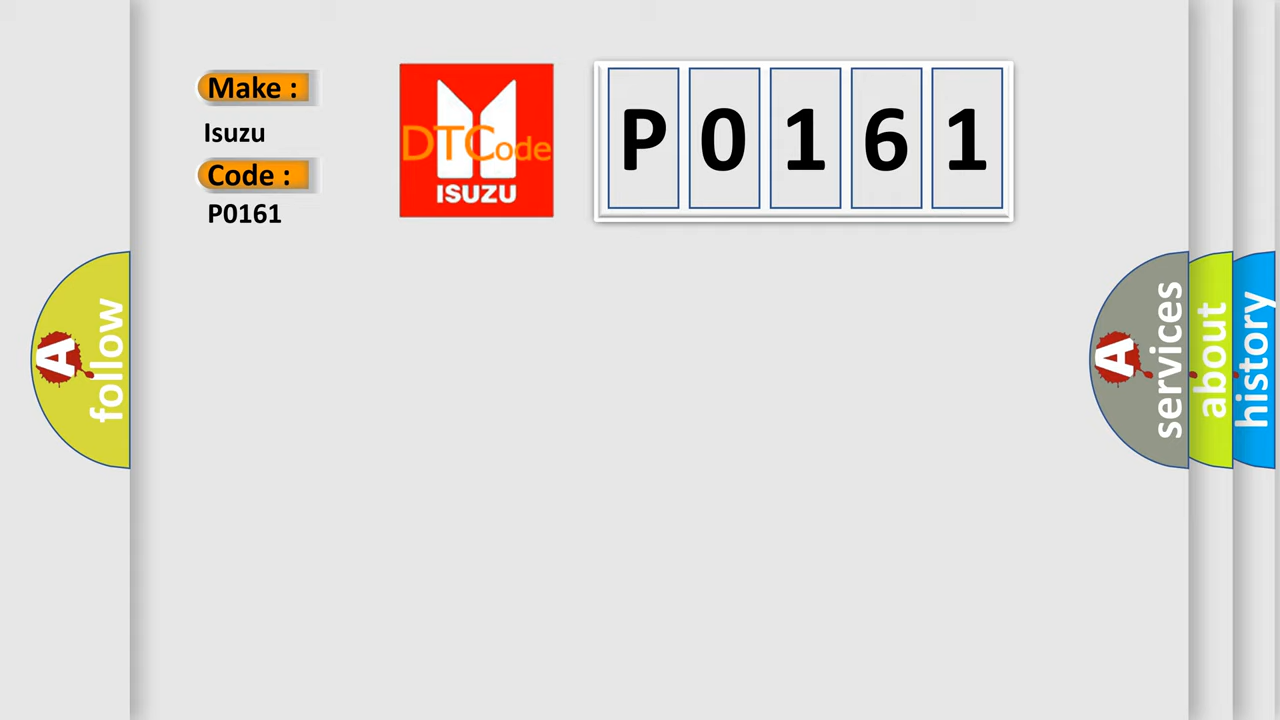 Make :
Isuzu
Code :
P0161
DTCode
ISUZU
P 0 1 6 1
A
follow
A
services
about
history